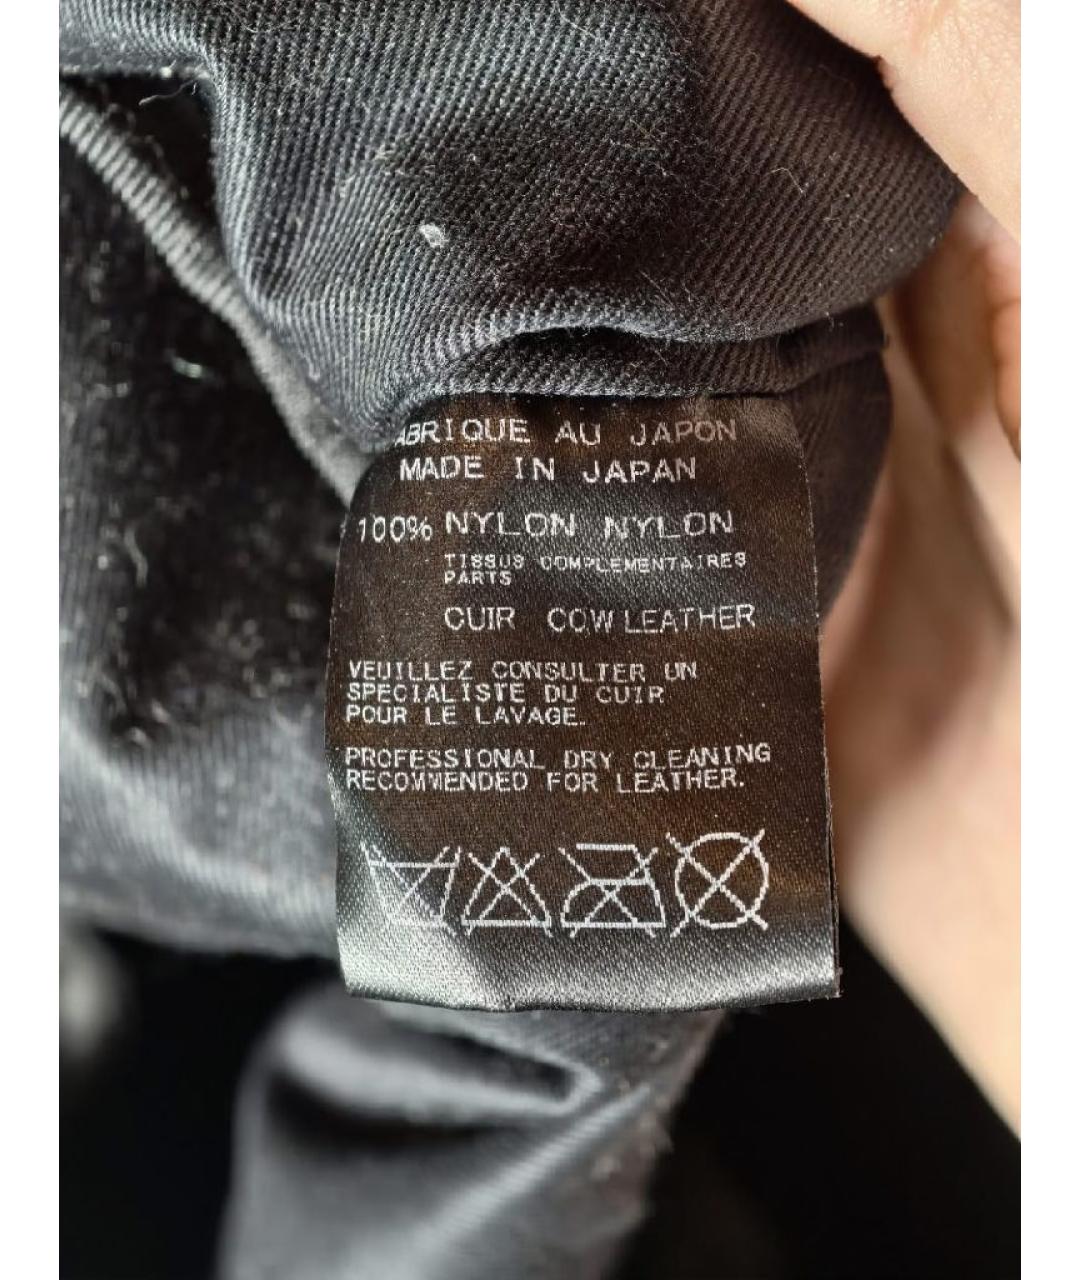 ABRIQUE AU JAPON
MADE IN JAPAN
100% NYLON NYLON
TISSUS COMPLEMENTAIRES
PARTS
CUIR COW LEATHER
VEUILLEZ CONSULTER UN
SPECIALISTE DU CUIR
POUR LE LAVAGE.
PROFESSIONAL DRY CLEANING
RECOMMENDED FOR LEATHER.